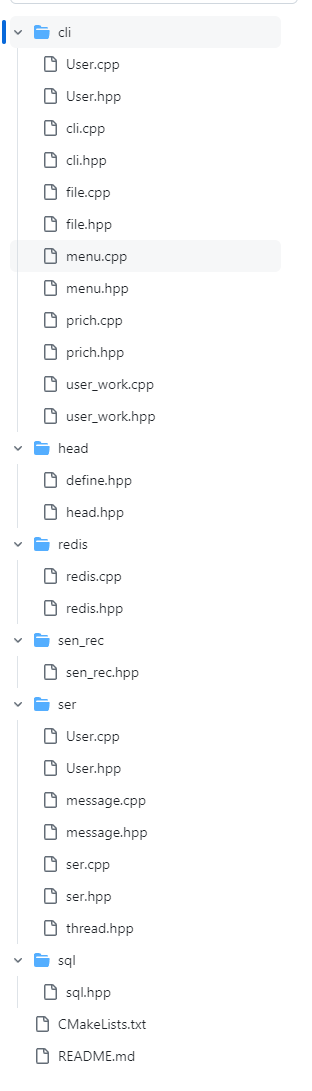 cli
User.cpp
User.hpp
cli.cpp
cli.hpp
file.cpp
file.hpp
menu.cpp
menu.hpp
prich.cpp
prich.hpp
user_work.cpp
user_work.hpp
head
define.hpp
head.hpp
redis
redis.cpp
redis.hpp
sen_rec
sen_rec.hpp
ser
User.cpp
User.hpp
message.cpp
message.hpp
ser.cpp
ser.hpp
thread.hpp
sql
sql.hpp
CMakeLists.txt
README.md